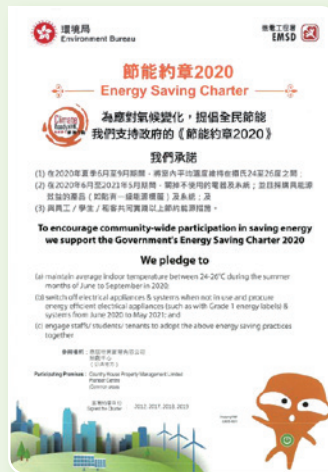 環境局
Environment Bureau
機電工程署
EMSD
節能約章2020
Energy Saving Charter
為應對氣候變化，提倡全民節能
我們支持政府的《節能約章2020》
我們承諾
(1) 在2020年夏季6月至9月期間，將室內平均溫度維持在攝氏24至26度之間；
(2) 在2020年6月至2021年5月期間，關掉不使用的電器及系統；並且採購具能源
效益的產品（如貼有一級能源標籤）及系統；及
(3) 與員工／學生／租客共同實踐以上節約能源措施。
To encourage community-wide participation in saving energy
we support the Government's Energy Saving Charter 2020
We pledge to
(a) maintain average indoor temperature between 24-26°C during the summer
months of June to September in 2020;
(b) switch off electrical appliances & systems when not in use and procure
energy efficient appliances (such as with Grade 1 energy labels) &
systems from June 2020 to May 2021; and
(c) engage staff/ students/ tenants to adopt the above energy saving practices
together
Participating Premises : Country House Property Management Limited
Common areas
Signed the Charter 2012, 2017, 2018, 2019